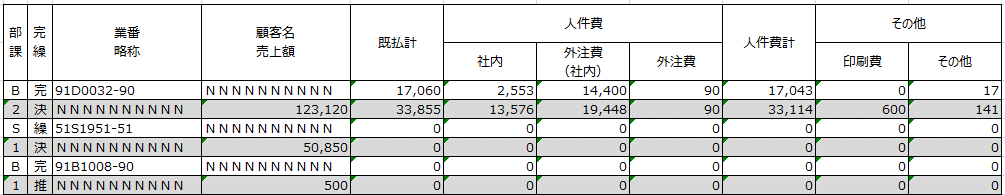 部課 完繰 業番略称 顧客名売上額 既払計 人件費 人件費計 その他
社内 外注費（社内） 外注費 印刷費 その他
B 完 91D0032-90 ＮＮＮＮＮＮＮＮＮＮ 17,060 2,553 14,400 90 17,043 0 17
2 決 ＮＮＮＮＮＮＮＮＮＮ 123,120 33,855 13,576 19,448 90 33,114 600 141
S 繰 51S1951-51 ＮＮＮＮＮＮＮＮＮＮ 0 0 0 0 0 0 0
1 決 ＮＮＮＮＮＮＮＮＮＮ 50,850 0 0 0 0 0 0 0
B 完 91B1008-90 ＮＮＮＮＮＮＮＮＮＮ 0 0 0 0 0 0 0
1 推 ＮＮＮＮＮＮＮＮＮＮ 500 0 0 0 0 0 0 0